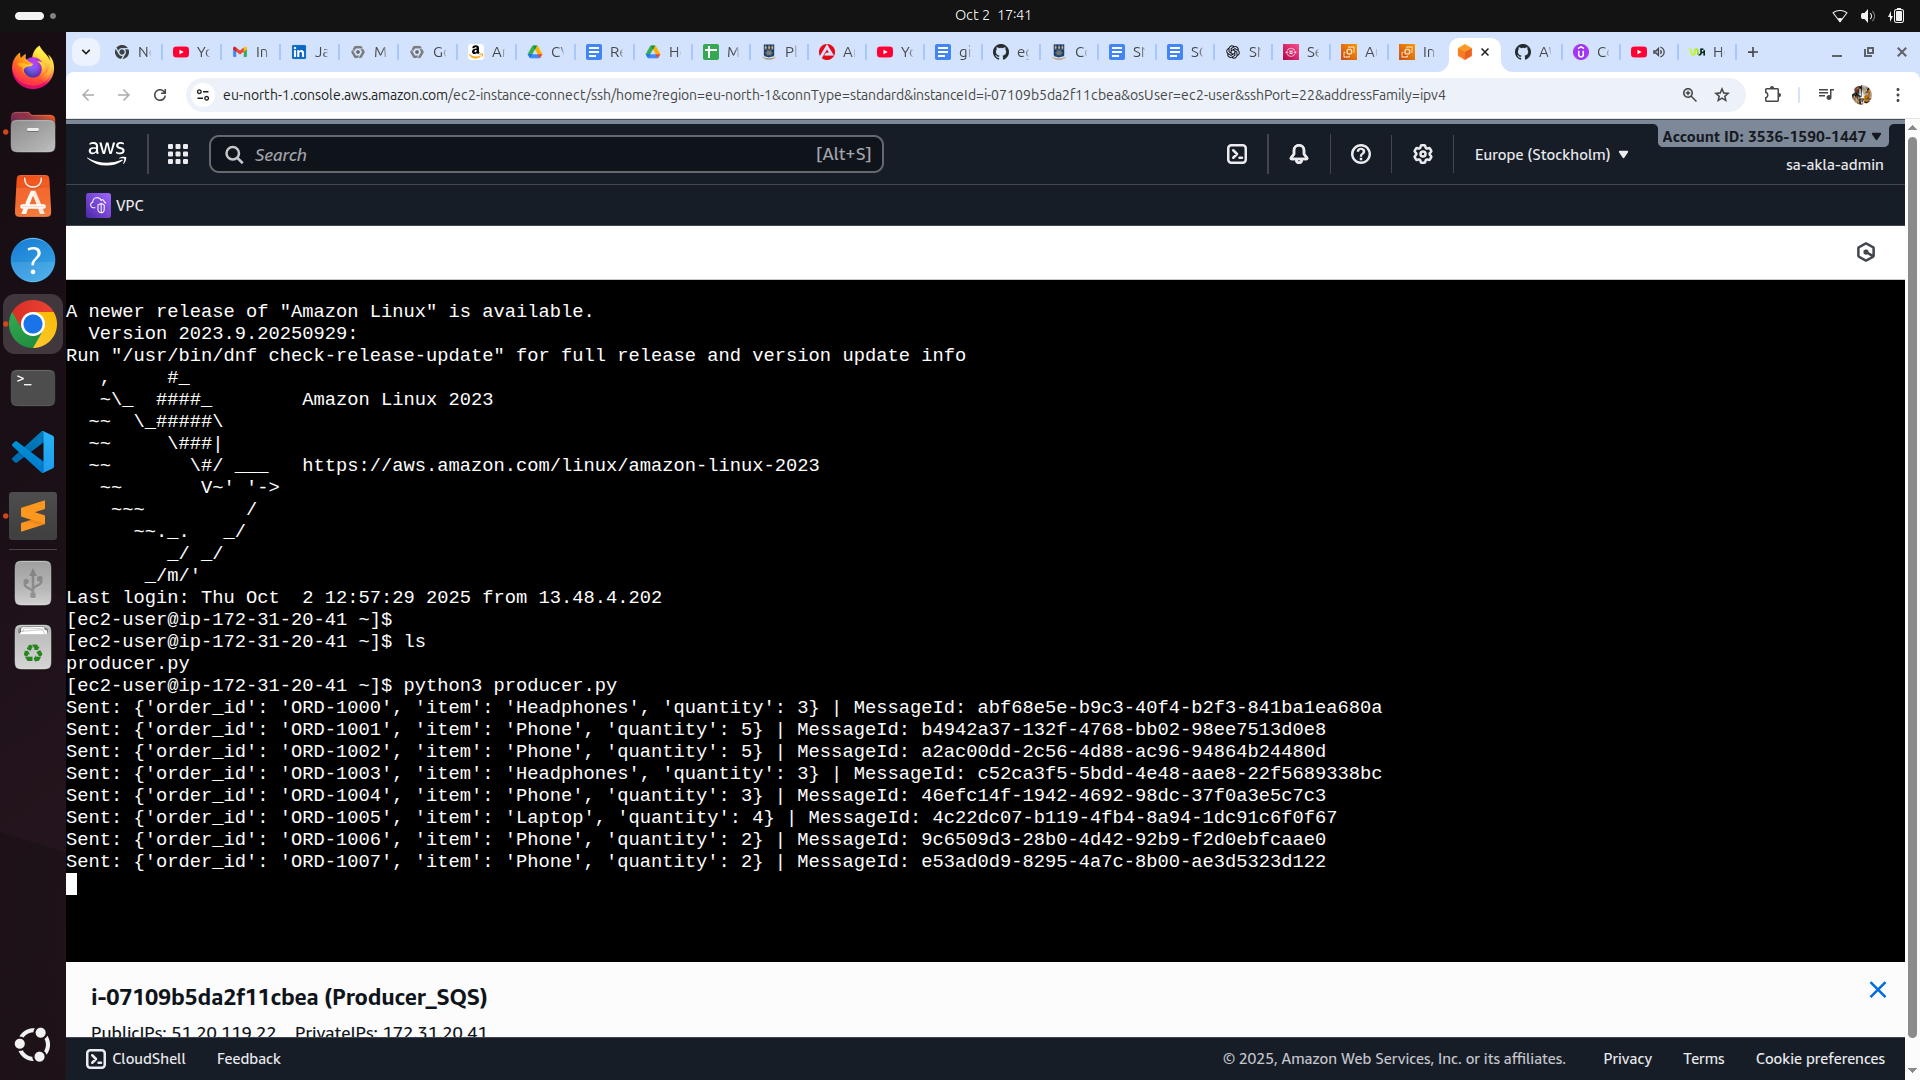 Oct 2 17:41
eu-north-1.console.aws.amazon.com/ec2-instance-connect/ssh/home?region=eu-north-1&connType=standard&instanceId=i-07109b5da2f11cbea&osUser=ec2-user&sshPort=22&addressFamily=ipv4
aws
Search
[Alt+S]
Europe (Stockholm)
Account ID: 3536-1590-1447
sa-akla-admin
VPC
A newer release of "Amazon Linux" is available.
  Version 2023.9.20250929:
Run "/usr/bin/dnf check-release-update" for full release and version update info
   ,     #_
   ~\_  ####_        Amazon Linux 2023
  ~~  \_#####\
  ~~     \###|
  ~~       \#/ ___   https://aws.amazon.com/linux/amazon-linux-2023
   ~~       V~' '->
    ~~~         /
      ~~._.   _/
         _/ _/
       _/m/'
Last login: Thu Oct  2 12:57:29 2025 from 13.48.4.202
[ec2-user@ip-172-31-20-41 ~]$
[ec2-user@ip-172-31-20-41 ~]$ ls
producer.py
[ec2-user@ip-172-31-20-41 ~]$ python3 producer.py
Sent: {'order_id': 'ORD-1000', 'item': 'Headphones', 'quantity': 3} | MessageId: abf68e5e-b9c3-40f4-b2f3-841ba1ea680a
Sent: {'order_id': 'ORD-1001', 'item': 'Phone', 'quantity': 5} | MessageId: b4942a37-132f-4768-bb02-98ee7513d0e8
Sent: {'order_id': 'ORD-1002', 'item': 'Phone', 'quantity': 5} | MessageId: a2ac00dd-2c56-4d88-ac96-94864b24480d
Sent: {'order_id': 'ORD-1003', 'item': 'Headphones', 'quantity': 3} | MessageId: c52ca3f5-5bdd-4e48-aae8-22f5689338bc
Sent: {'order_id': 'ORD-1004', 'item': 'Phone', 'quantity': 3} | MessageId: 46efc14f-1942-4692-98dc-37f0a3e5c7c3
Sent: {'order_id': 'ORD-1005', 'item': 'Laptop', 'quantity': 4} | MessageId: 4c22dc07-b119-4fb4-8a94-1dc91c6f0f67
Sent: {'order_id': 'ORD-1006', 'item': 'Phone', 'quantity': 2} | MessageId: 9c6509d3-28b0-4d42-92b9-f2d0ebfcaae0
Sent: {'order_id': 'ORD-1007', 'item': 'Phone', 'quantity': 2} | MessageId: e53ad0d9-8295-4a7c-8b00-ae3d5323d122
i-07109b5da2f11cbea (Producer_SQS)
PublicIPs: 51.20.119.22 PrivateIPs: 172.31.20.41
CloudShell Feedback
© 2025, Amazon Web Services, Inc. or its affiliates. Privacy Terms Cookie preferences